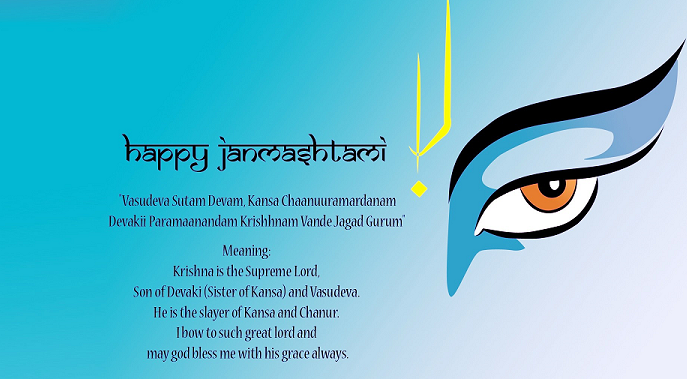 happy janmashtami
"Vasudeva Sutam Devam, Kansa Chaanuuramardanam
Devakii Paramaanandam Krishhnam Vande Jagad Gurum"
Meaning:
Krishna is the Supreme Lord,
Son of Devaki (Sister of Kansa) and Vasudeva.
He is the slayer of Kansa and Chanur.
I bow to such great lord and
may god bless me with his grace always.